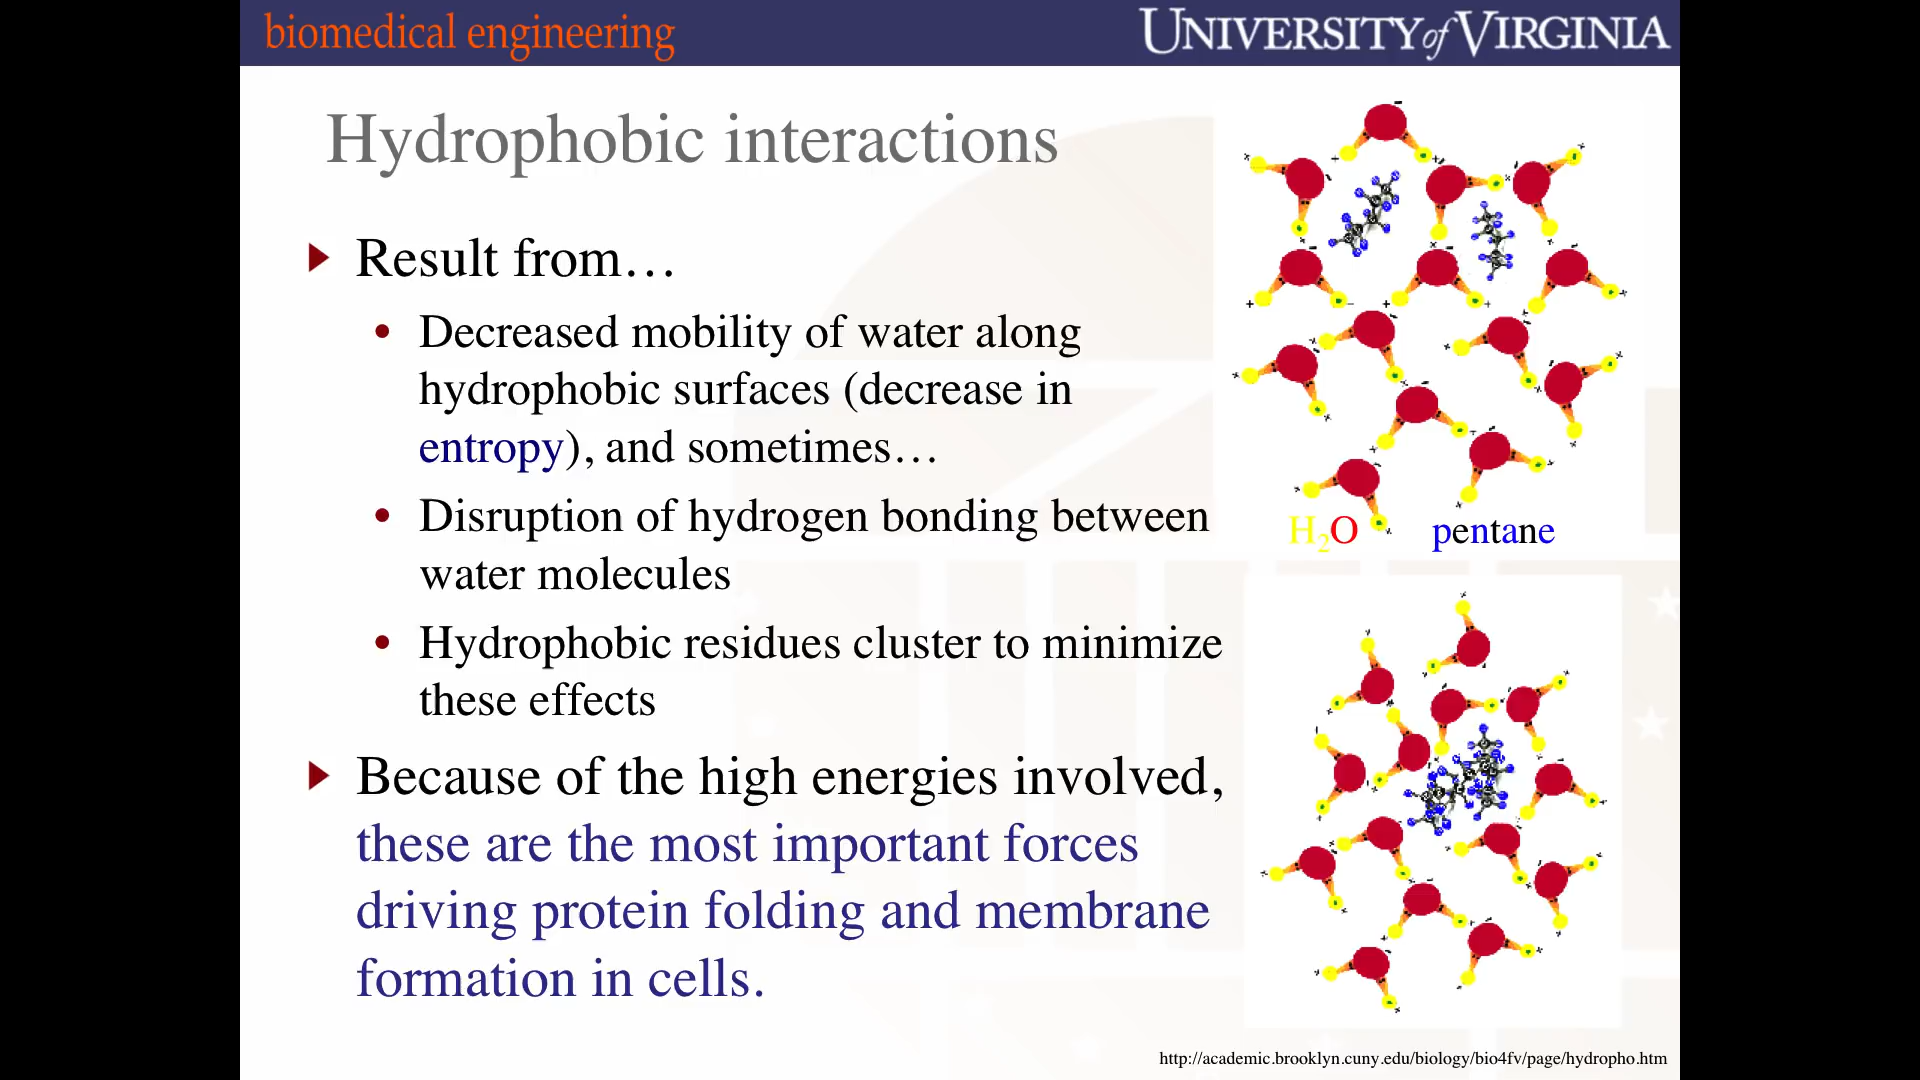 biomedical engineering
UNIVERSITY of VIRGINIA
Hydrophobic interactions
Result from…
• Decreased mobility of water along
hydrophobic surfaces (decrease in
entropy), and sometimes…
• Disruption of hydrogen bonding between
water molecules
• Hydrophobic residues cluster to minimize
these effects
Because of the high energies involved,
these are the most important forces
driving protein folding and membrane
formation in cells.
H₂O pentane
http://academic.brooklyn.cuny.edu/biology/bio4fv/page/hydropho.htm